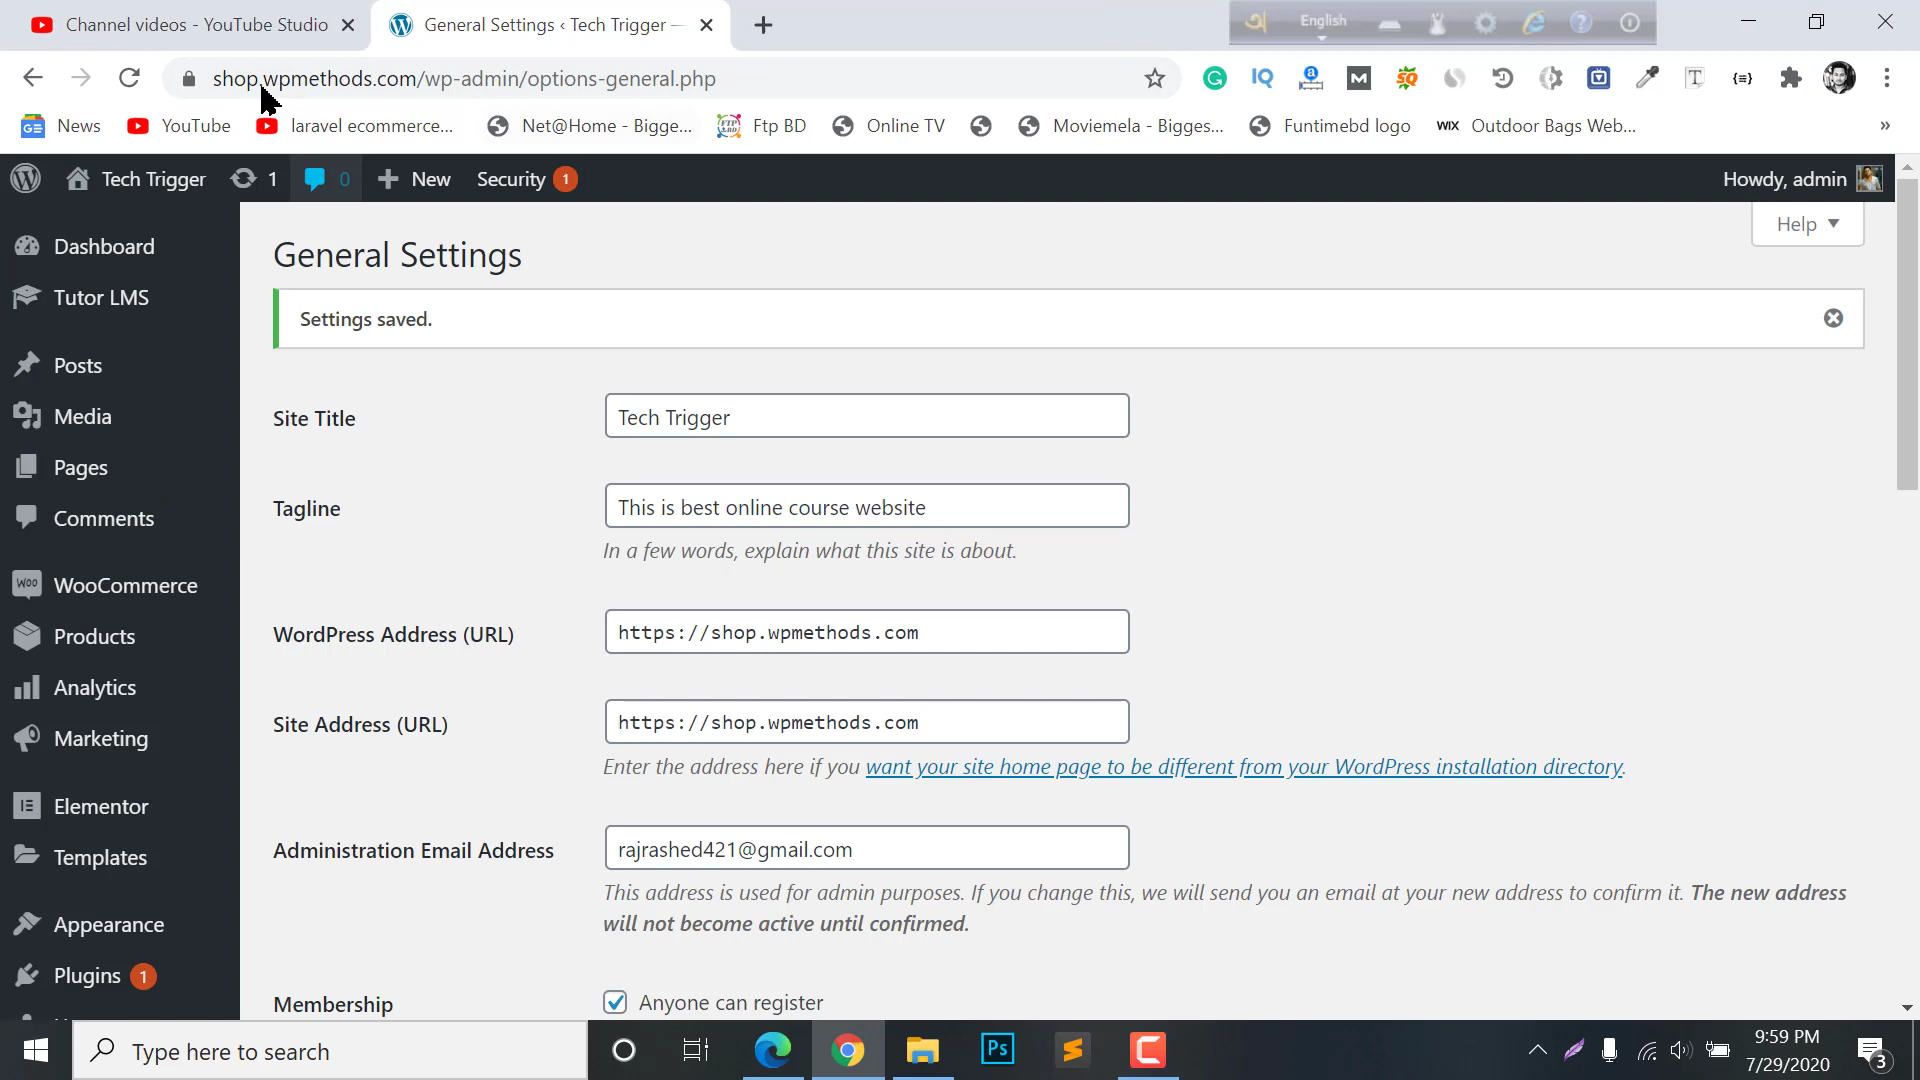 Channel videos - YouTube Studio
General Settings ‹ Tech Trigger —
English
shop.wpmethods.com/wp-admin/options-general.php
News
YouTube
laravel ecommerce...
Net@Home - Bigge...
Ftp BD
Online TV
Moviemela - Bigges...
Funtimebd logo
WIX Outdoor Bags Web...
»
Tech Trigger
1
0
New
Security 1
Howdy, admin
Help
Dashboard
Tutor LMS
Posts
Media
Pages
Comments
WooCommerce
Products
Analytics
Marketing
Elementor
Templates
Appearance
Plugins 1
General Settings
Settings saved.
Site Title
Tech Trigger
Tagline
This is best online course website
In a few words, explain what this site is about.
WordPress Address (URL)
https://shop.wpmethods.com
Site Address (URL)
https://shop.wpmethods.com
Enter the address here if you want your site home page to be different from your WordPress installation directory.
Administration Email Address
rajrashed421@gmail.com
This address is used for admin purposes. If you change this, we will send you an email at your new address to confirm it. The new address
will not become active until confirmed.
Membership
Anyone can register
Type here to search
Ps
9:59 PM
7/29/2020
3